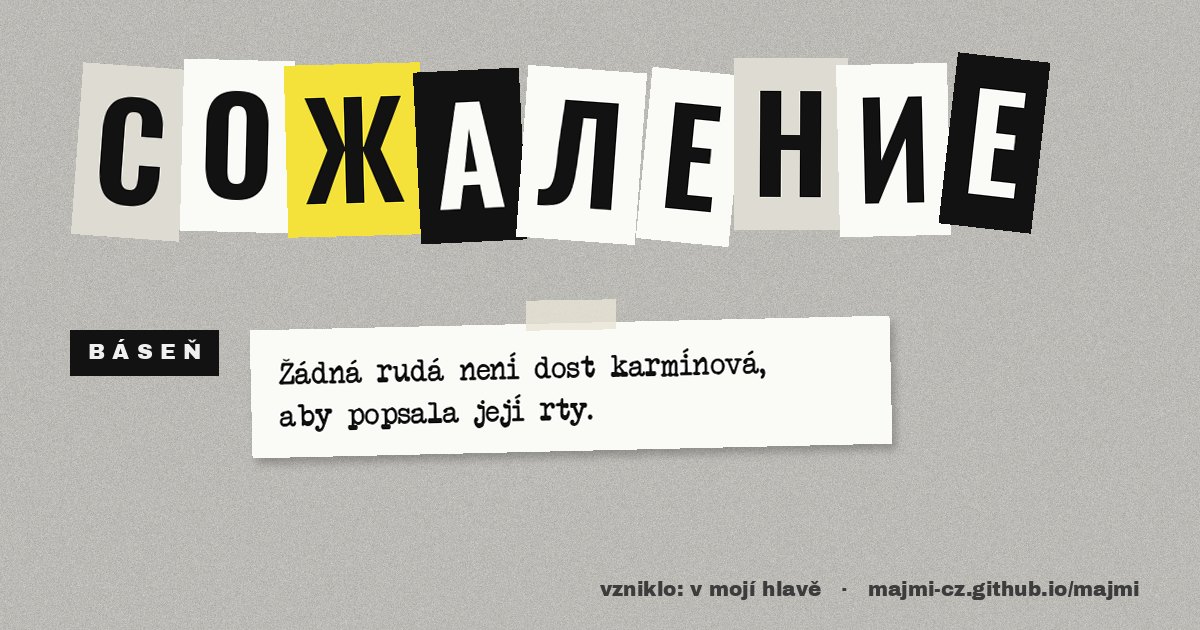 СОЖАЛЕНИЕ
BÁSEŇ
Žádná rudá není dost karmínová,
aby popsala její rty.
vzniklo: v mojí hlavě · majmi-cz.github.io/majmi